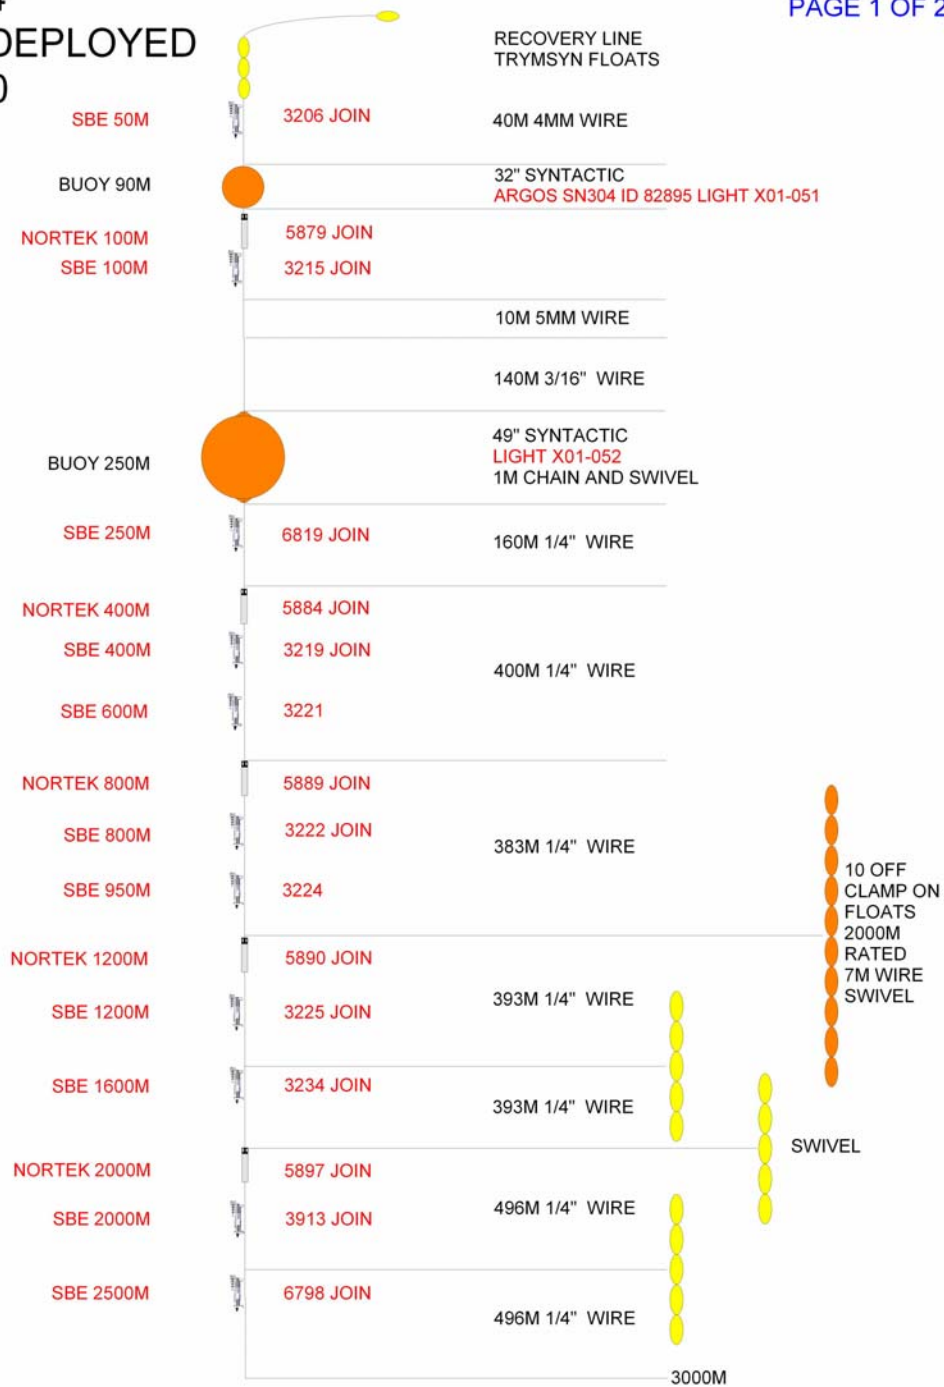 DEPLOYED
PAGE 1 OF 2
RECOVERY LINE
TRYMSYN FLOATS
SBE 50M
3206 JOIN
40M 4MM WIRE
BUOY 90M
32" SYNTACTIC
ARGOS SN304 ID 82895 LIGHT X01-051
NORTEK 100M
5879 JOIN
SBE 100M
3215 JOIN
10M 5MM WIRE
140M 3/16" WIRE
BUOY 250M
49" SYNTACTIC
LIGHT X01-052
1M CHAIN AND SWIVEL
SBE 250M
6819 JOIN
160M 1/4" WIRE
NORTEK 400M
5884 JOIN
SBE 400M
3219 JOIN
400M 1/4" WIRE
SBE 600M
3221
NORTEK 800M
5889 JOIN
SBE 800M
3222 JOIN
383M 1/4" WIRE
SBE 950M
3224
10 OFF
CLAMP ON
FLOATS
2000M
RATED
7M WIRE
SWIVEL
NORTEK 1200M
5890 JOIN
393M 1/4" WIRE
SBE 1200M
3225 JOIN
SBE 1600M
3234 JOIN
393M 1/4" WIRE
SWIVEL
NORTEK 2000M
5897 JOIN
496M 1/4" WIRE
SBE 2000M
3913 JOIN
SBE 2500M
6798 JOIN
496M 1/4" WIRE
3000M